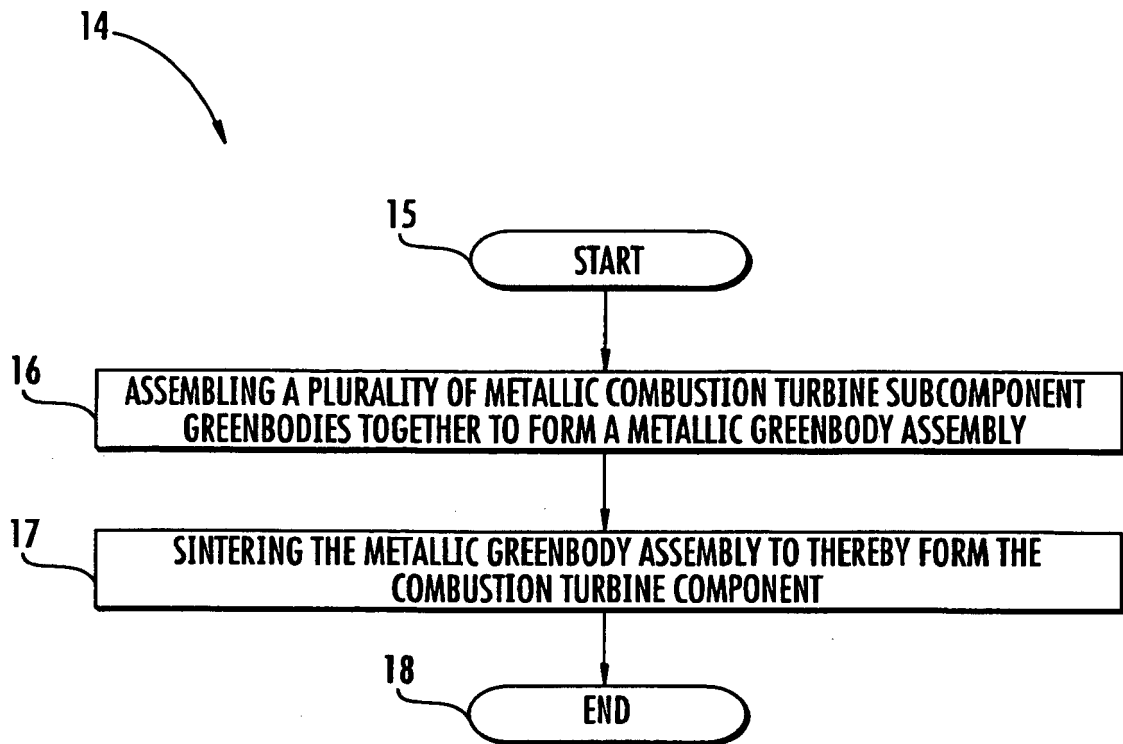 14
15
START
16
ASSEMBLING A PLURALITY OF METALLIC COMBUSTION TURBINE SUBCOMPONENT
GREENBODIES TOGETHER TO FORM A METALLIC GREENBODY ASSEMBLY
17
SINTERING THE METALLIC GREENBODY ASSEMBLY TO THEREBY FORM THE
COMBUSTION TURBINE COMPONENT
18
END